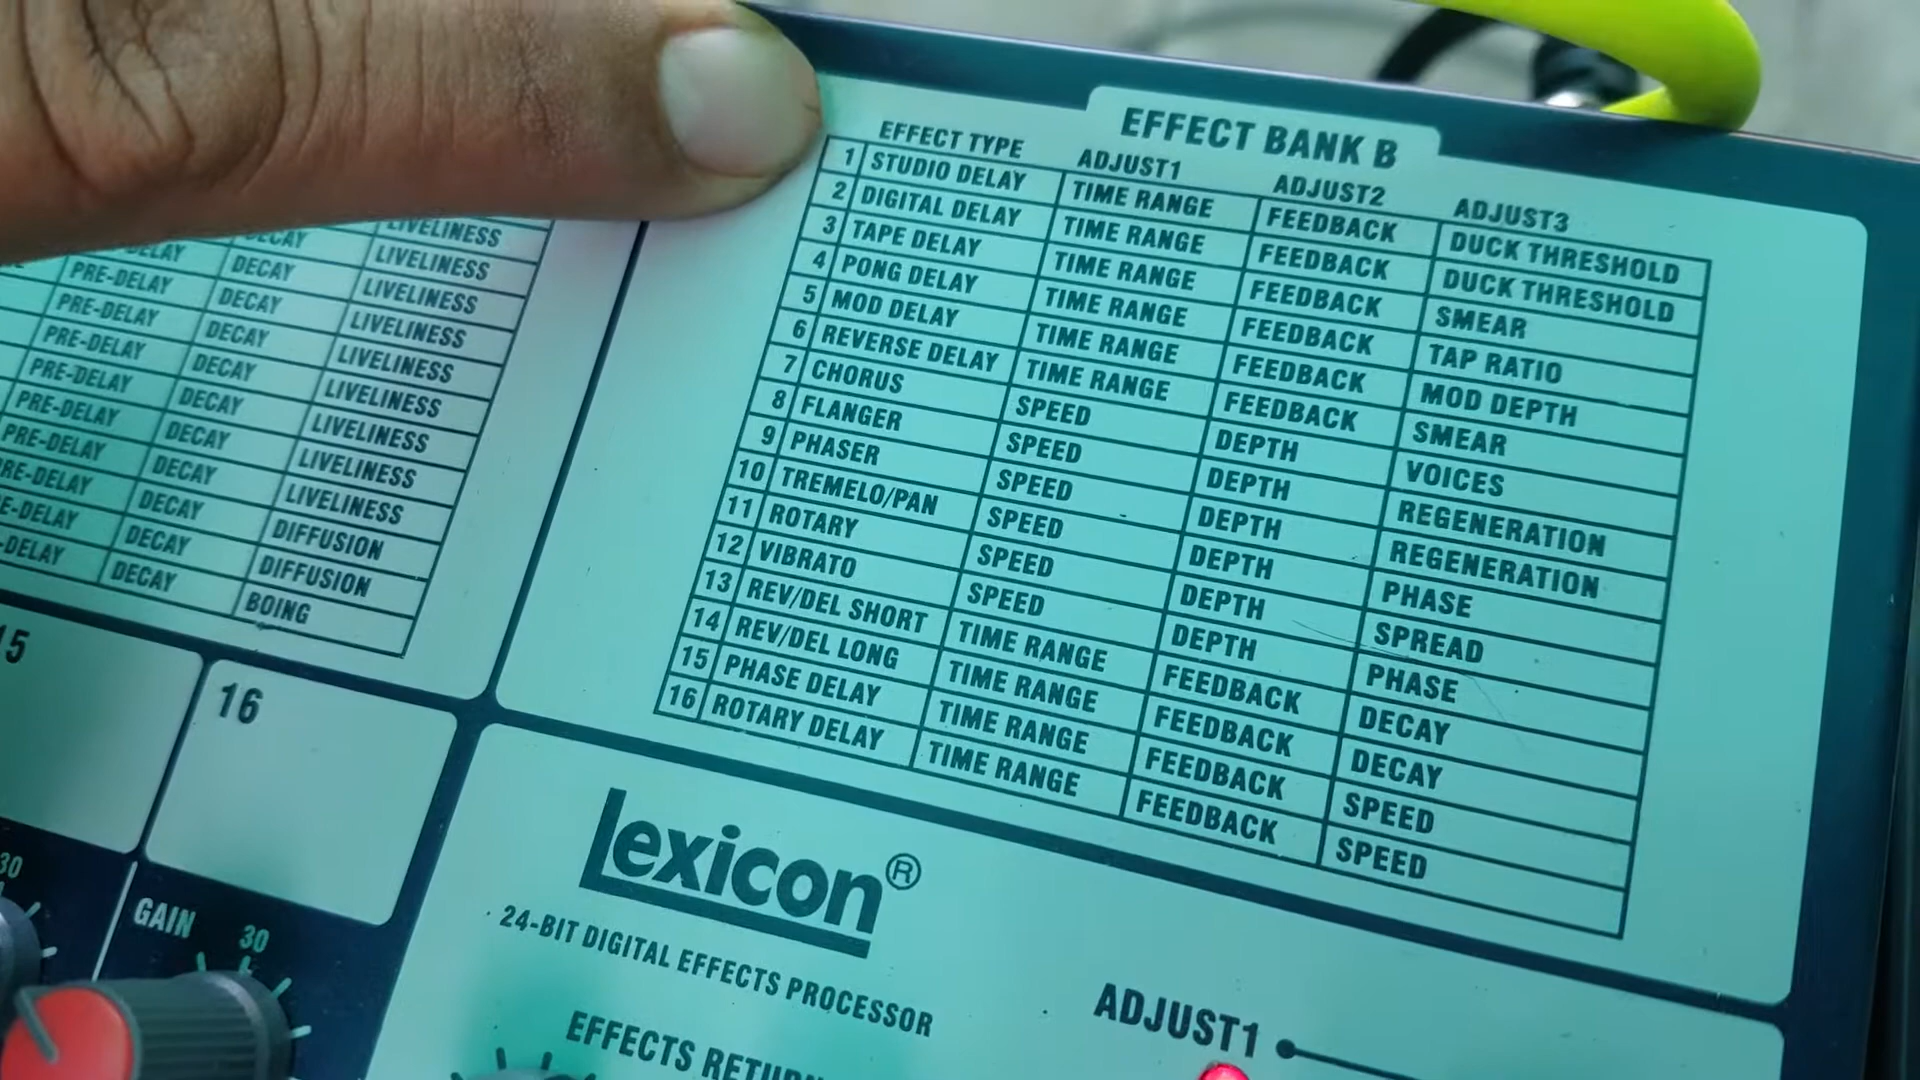 EFFECT BANK B
EFFECT TYPE ADJUST1 ADJUST2 ADJUST3
1 STUDIO DELAY TIME RANGE FEEDBACK DUCK THRESHOLD
2 DIGITAL DELAY TIME RANGE FEEDBACK DUCK THRESHOLD
3 TAPE DELAY TIME RANGE FEEDBACK SMEAR
4 PONG DELAY TIME RANGE FEEDBACK TAP RATIO
5 MOD DELAY TIME RANGE FEEDBACK MOD DEPTH
6 REVERSE DELAY TIME RANGE FEEDBACK SMEAR
7 CHORUS SPEED DEPTH VOICES
8 FLANGER SPEED DEPTH REGENERATION
9 PHASER SPEED DEPTH REGENERATION
10 TREMELO/PAN SPEED DEPTH PHASE
11 ROTARY SPEED DEPTH SPREAD
12 VIBRATO SPEED DEPTH PHASE
13 REV/DEL SHORT TIME RANGE FEEDBACK DECAY
14 REV/DEL LONG TIME RANGE FEEDBACK DECAY
15 PHASE DELAY TIME RANGE FEEDBACK SPEED
16 ROTARY DELAY TIME RANGE FEEDBACK SPEED
LIVELINESS
DELAY DECAY LIVELINESS
PRE-DELAY DECAY LIVELINESS
PRE-DELAY DECAY LIVELINESS
PRE-DELAY DECAY LIVELINESS
PRE-DELAY DECAY LIVELINESS
PRE-DELAY DECAY LIVELINESS
PRE-DELAY DECAY LIVELINESS
RE-DELAY DECAY LIVELINESS
E-DELAY DECAY DIFFUSION
-DELAY DECAY DIFFUSION
DECAY BOING
15
16
30
GAIN 30
Lexicon®
24-BIT DIGITAL EFFECTS PROCESSOR
EFFECTS RETURN
ADJUST1